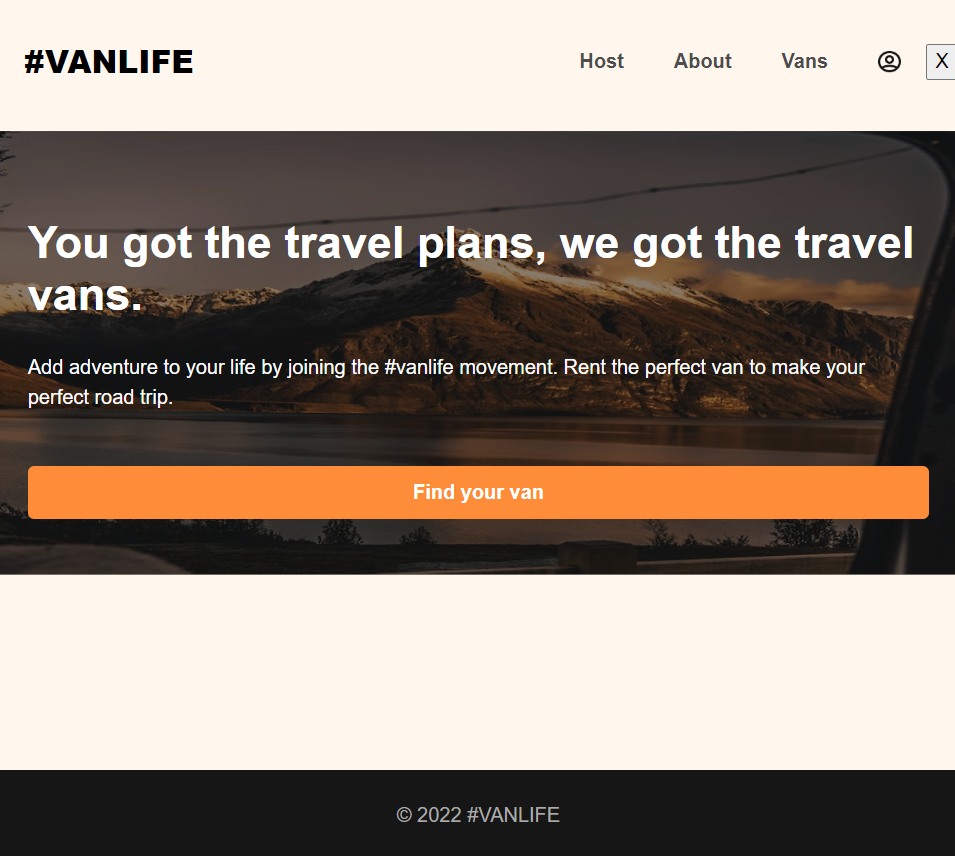 #VANLIFE
Host About Vans X
You got the travel plans, we got the travel
vans.
Add adventure to your life by joining the #vanlife movement. Rent the perfect van to make your
perfect road trip.
Find your van
© 2022 #VANLIFE